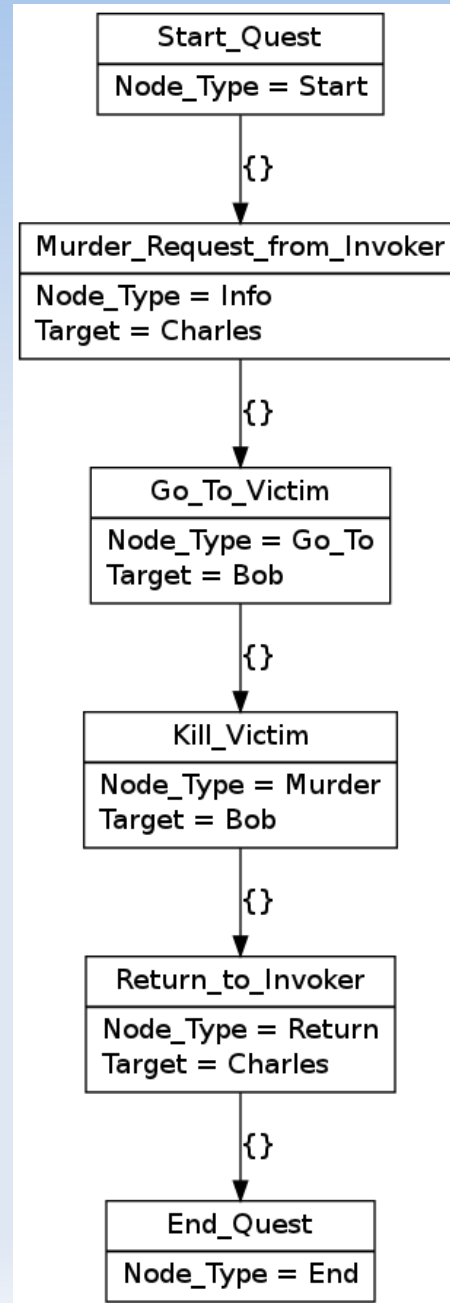 Start_Quest
Node_Type = Start
{}
Murder_Request_from_Invoker
Node_Type = Info
Target = Charles
{}
Go_To_Victim
Node_Type = Go_To
Target = Bob
{}
Kill_Victim
Node_Type = Murder
Target = Bob
{}
Return_to_Invoker
Node_Type = Return
Target = Charles
{}
End_Quest
Node_Type = End